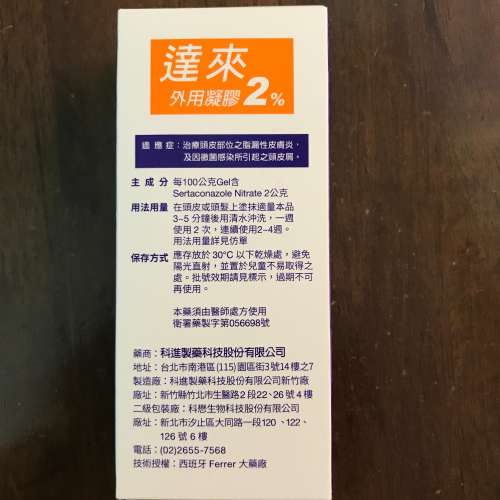 達來
外用凝膠2%
適應症：治療頭皮部位之脂漏性皮膚炎，
及因黴菌感染所引起之頭皮屑。
主成分 每100公克Gel含
Sertaconazole Nitrate 2公克
用法用量 在頭皮或頭髮上塗抹適量本品
3~5 分鐘後用清水沖洗，一週
使用 2 次，連續使用2~4週。
用法用量詳見仿單
保存方式 應存放於 30°C 以下乾燥處，避免
陽光直射，並置於兒童不易取得之
處。批號效期請見標示，過期不可
再使用。
本藥須由醫師處方使用
衛署藥製字第056698號
藥商：科進製藥科技股份有限公司
地址：台北市南港區(115)園區街3號14樓之7
製造廠：科進製藥科技股份有限公司新竹廠
廠址：新竹縣竹北市生醫路2段22、26號4樓
二級包裝廠：科懋生物科技股份有限公司
廠址：新北市汐止區大同路一段120、122、
126號6樓
電話：(02)2655-7568
技術授權：西班牙 Ferrer 大藥廠